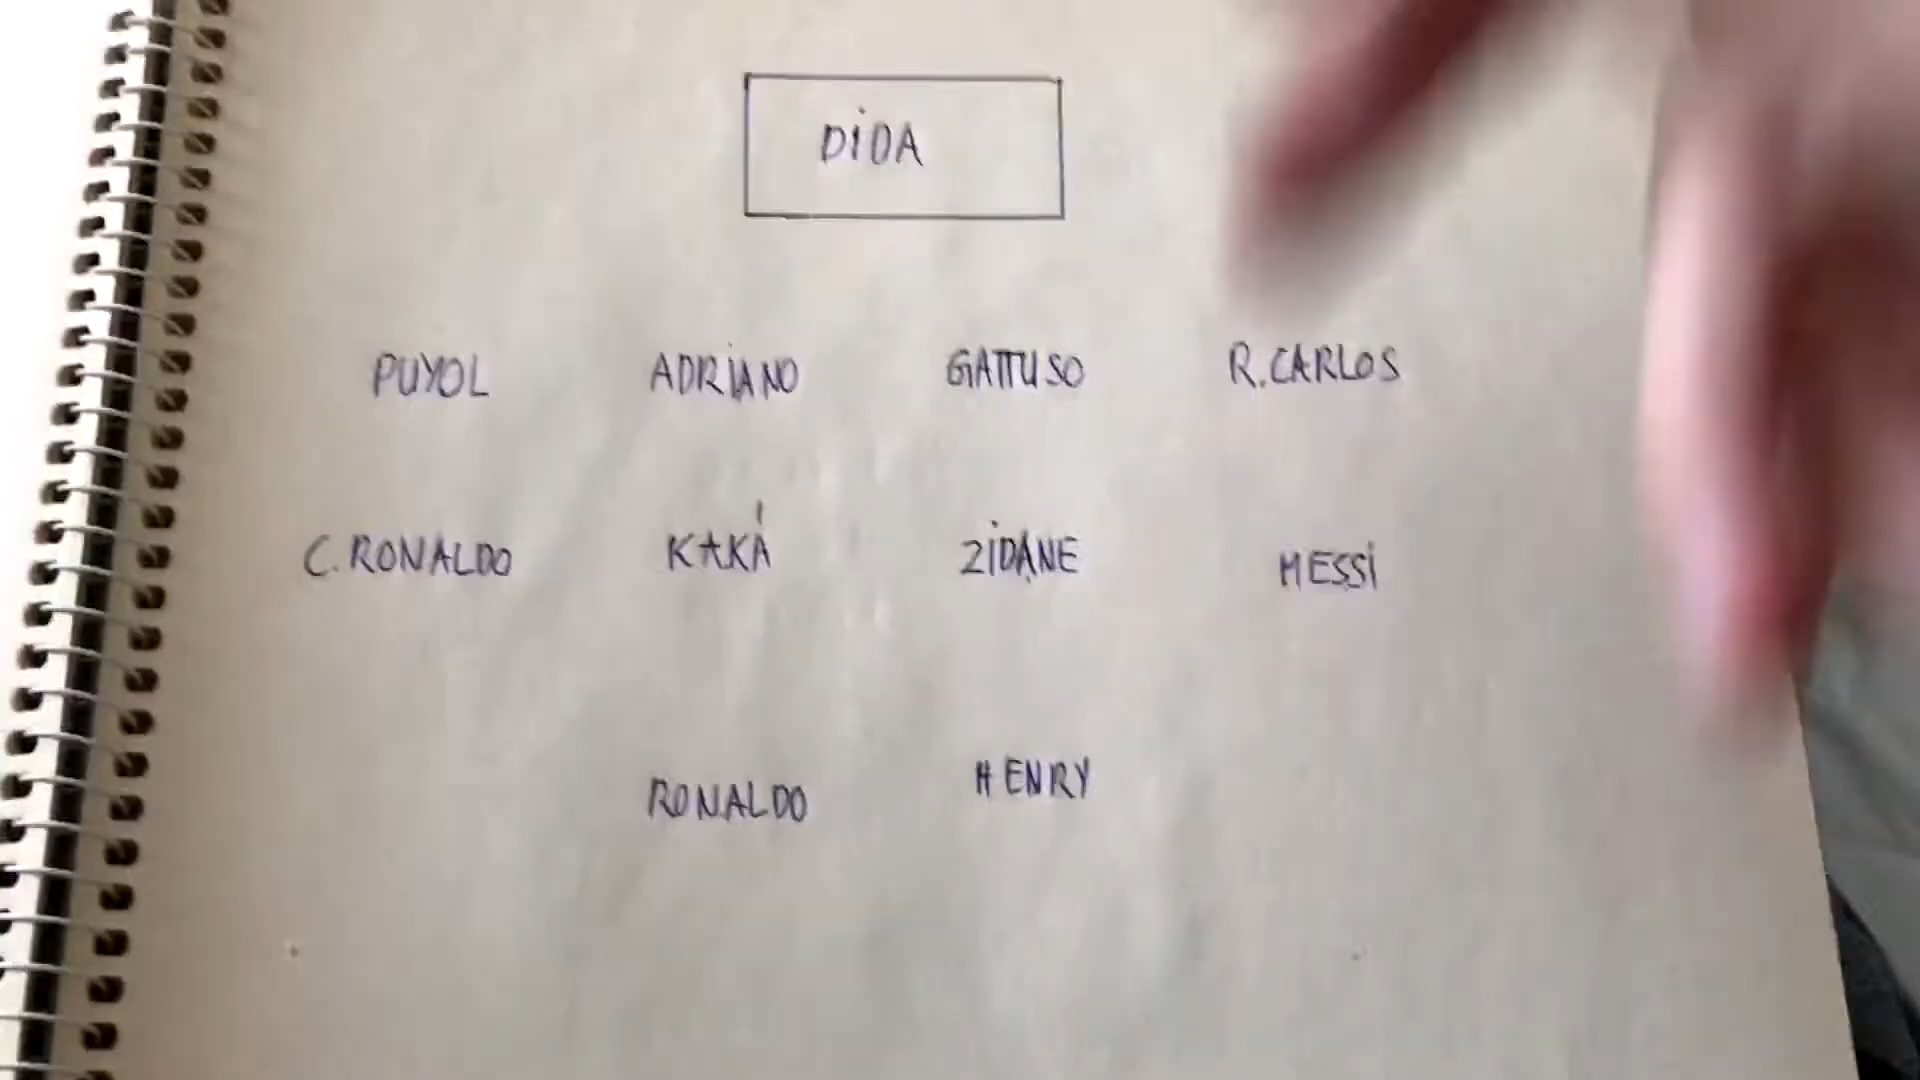 DIDA
PUYOL ADRIANO GATTUSO R. CARLOS
C. RONALDO KAKÁ ZIDANE MESSI
RONALDO HENRY